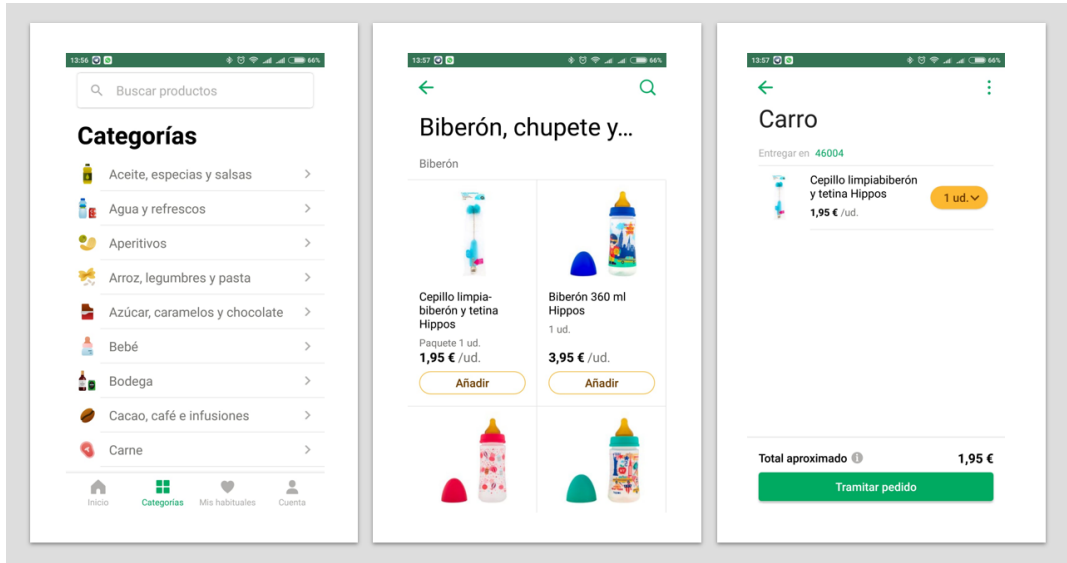 13:56
66%
Buscar productos
Categorías
Aceite, especias y salsas
Agua y refrescos
Aperitivos
Arroz, legumbres y pasta
Azúcar, caramelos y chocolate
Bebé
Bodega
Cacao, café e infusiones
Carne
Inicio
Categorías
Mis habituales
Cuenta
13:57
66%
Biberón, chupete y...
Biberón
Cepillo limpia-
biberón y tetina
Hippos
Paquete 1 ud.
1,95 € /ud.
Añadir
Biberón 360 ml
Hippos
1 ud.
3,95 € /ud.
Añadir
13:57
66%
Carro
Entregar en 46004
Cepillo limpiabiberón
y tetina Hippos
1,95 € /ud.
1 ud.
Total aproximado
1,95 €
Tramitar pedido